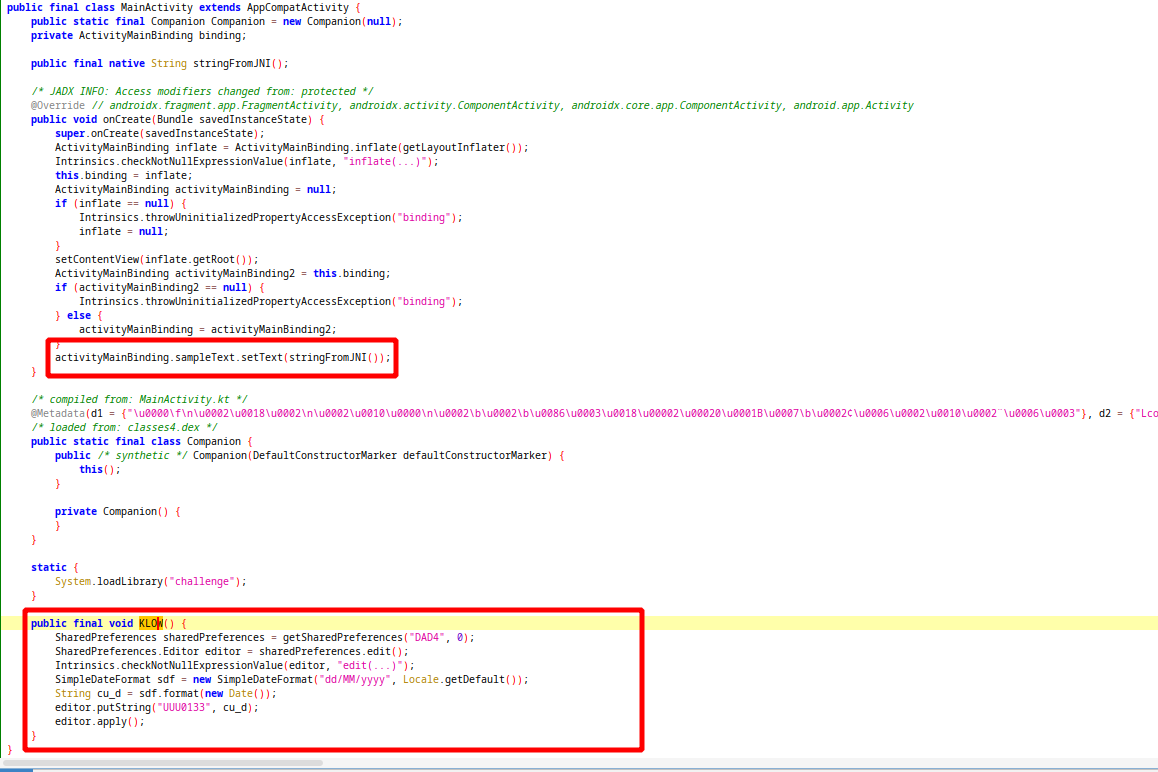 public final class MainActivity extends AppCompatActivity {
    public static final Companion Companion = new Companion(null);
    private ActivityMainBinding binding;

    public final native String stringFromJNI();

    /* JADX INFO: Access modifiers changed from: protected */
    @Override // androidx.fragment.app.FragmentActivity, androidx.activity.ComponentActivity, androidx.core.app.ComponentActivity, android.app.Activity
    public void onCreate(Bundle savedInstanceState) {
        super.onCreate(savedInstanceState);
        ActivityMainBinding inflate = ActivityMainBinding.inflate(getLayoutInflater());
        Intrinsics.checkNotNullExpressionValue(inflate, "inflate(...)");
        this.binding = inflate;
        ActivityMainBinding activityMainBinding = null;
        if (inflate == null) {
            Intrinsics.throwUninitializedPropertyAccessException("binding");
            inflate = null;
        }
        setContentView(inflate.getRoot());
        ActivityMainBinding activityMainBinding2 = this.binding;
        if (activityMainBinding2 == null) {
            Intrinsics.throwUninitializedPropertyAccessException("binding");
        } else {
            activityMainBinding = activityMainBinding2;
        }
        activityMainBinding.sampleText.setText(stringFromJNI());
    }

    /* compiled from: MainActivity.kt */
    @Metadata(d1 = {"\u0000\f\n\u0002\u0018\u0002\n\u0002\u0010\u0000\n\u0002\b\u0002\b\u0086\u0003\u0018\u00002\u00020\u0001B\u0007\b\u0002¢\u0006\u0002\u0010\u0002¨\u0006\u0003"}, d2 = {"Lco
    /* loaded from: classes4.dex */
    public static final class Companion {
        public /* synthetic */ Companion(DefaultConstructorMarker defaultConstructorMarker) {
            this();
        }

        private Companion() {
        }
    }

    static {
        System.loadLibrary("challenge");
    }

    public final void KLOW() {
        SharedPreferences sharedPreferences = getSharedPreferences("DAD4", 0);
        SharedPreferences.Editor editor = sharedPreferences.edit();
        Intrinsics.checkNotNullExpressionValue(editor, "edit(...)");
        SimpleDateFormat sdf = new SimpleDateFormat("dd/MM/yyyy", Locale.getDefault());
        String cu_d = sdf.format(new Date());
        editor.putString("UUU0133", cu_d);
        editor.apply();
    }
}